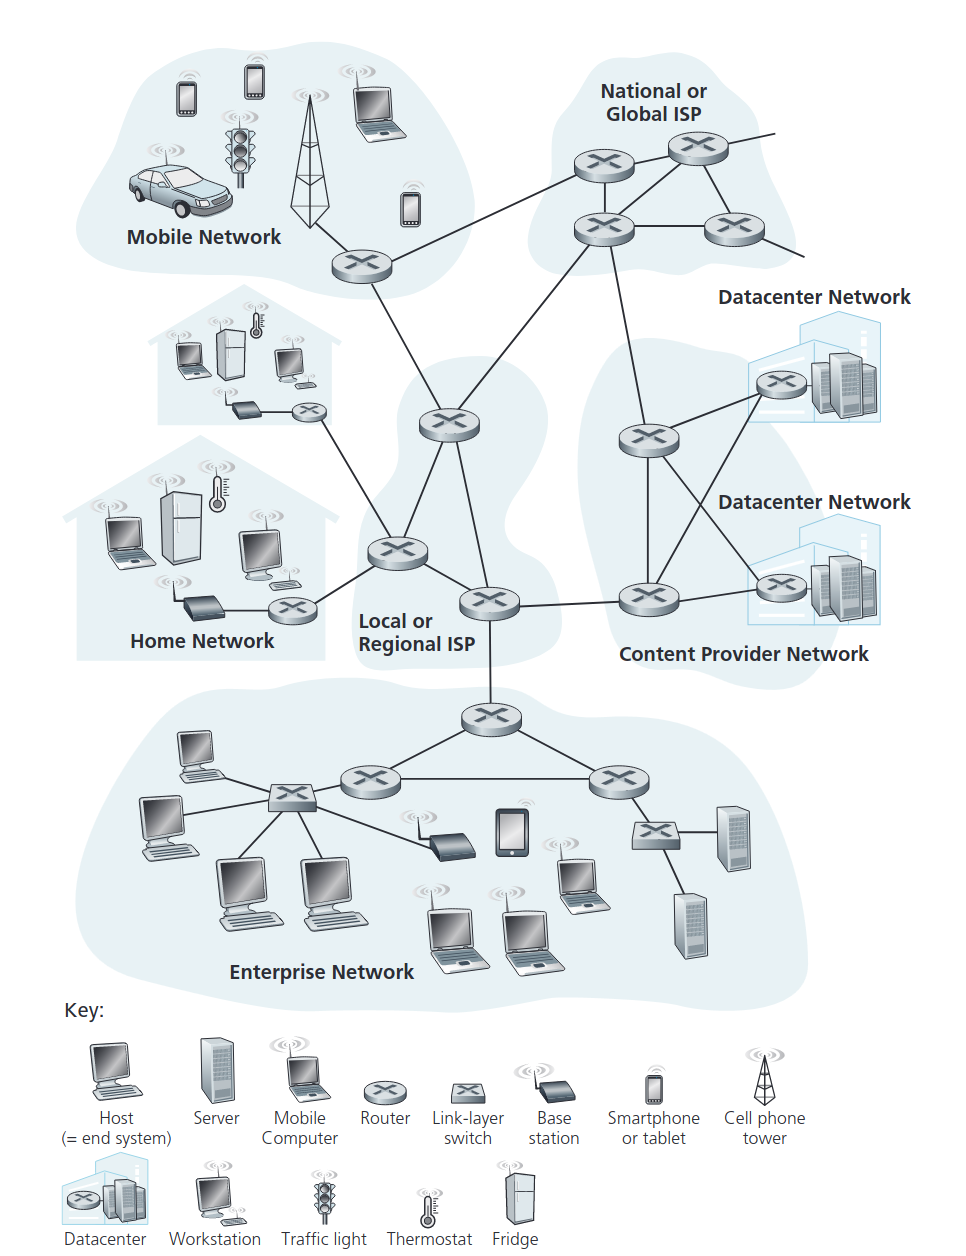 National or
Global ISP
Mobile Network
Datacenter Network
Datacenter Network
Home Network
Local or
Regional ISP
Content Provider Network
Enterprise Network
Key:
Host
(= end system)
Server
Mobile
Computer
Router
Link-layer
switch
Base
station
Smartphone
or tablet
Cell phone
tower
Datacenter
Workstation
Traffic light
Thermostat
Fridge